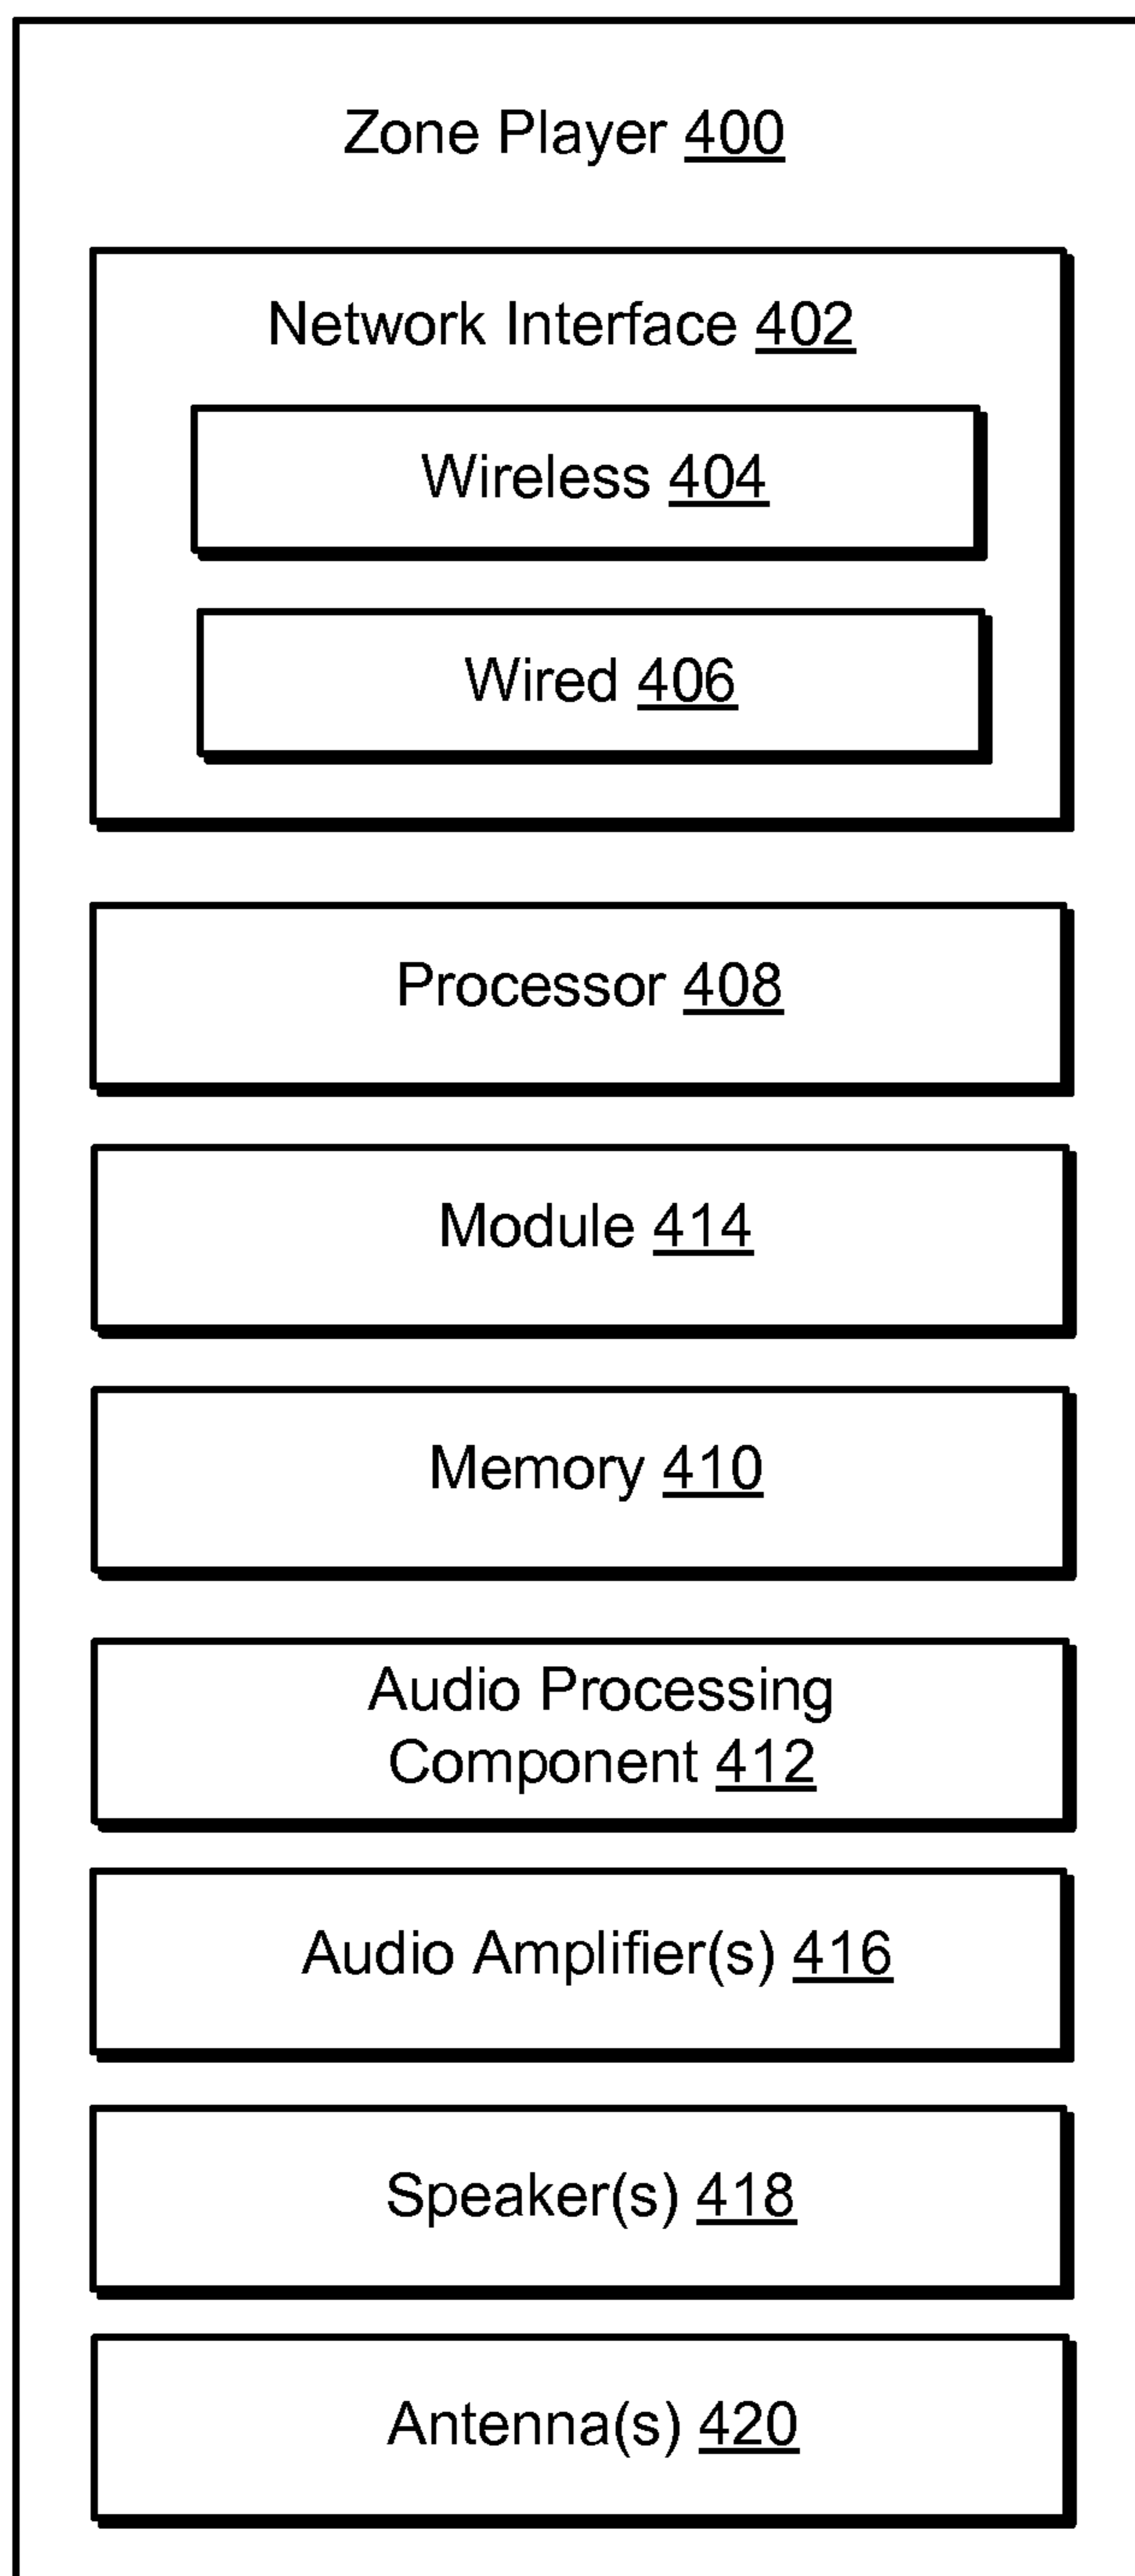 Zone Player 400
Network Interface 402
Wireless 404
Wired 406
Processor 408
Module 414
Memory 410
Audio Processing
Component 412
Audio Amplifier(s) 416
Speaker(s) 418
Antenna(s) 420